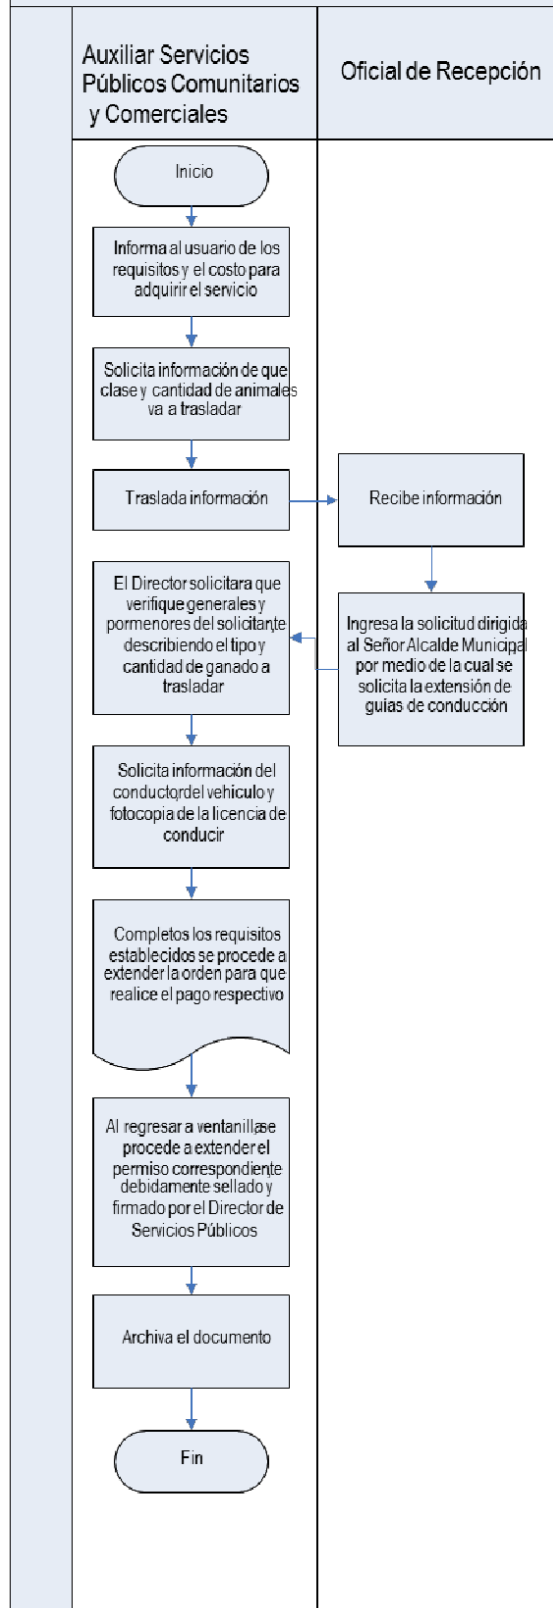 Auxiliar Servicios
Públicos Comunitarios
y Comerciales
Oficial de Recepción
Inicio
Informa al usuario de los
requisitos y el costo para
adquirir el servicio
Solicita información de que
clase y cantidad de animales
va a trasladar
Traslada información
Recibe información
Ingresa la solicitud dirigida
al Señor Alcalde Municipal
por medio de la cual se
solicita la extensión de
guías de conducción
El Director solicitara que
verifique generales y
pormenores del solicitante,
describiendo el tipo y
cantidad de ganado a
trasladar
Solicita información del
conductor, del vehículo y
fotocopia de la licencia de
conducir
Completos los requisitos
establecidos se procede a
extender la orden para que
realice el pago respectivo
Al regresar a ventanilla, se
procede a extender el
permiso correspondiente,
debidamente sellado y
firmado por el Director de
Servicios Públicos
Archiva el documento
Fin